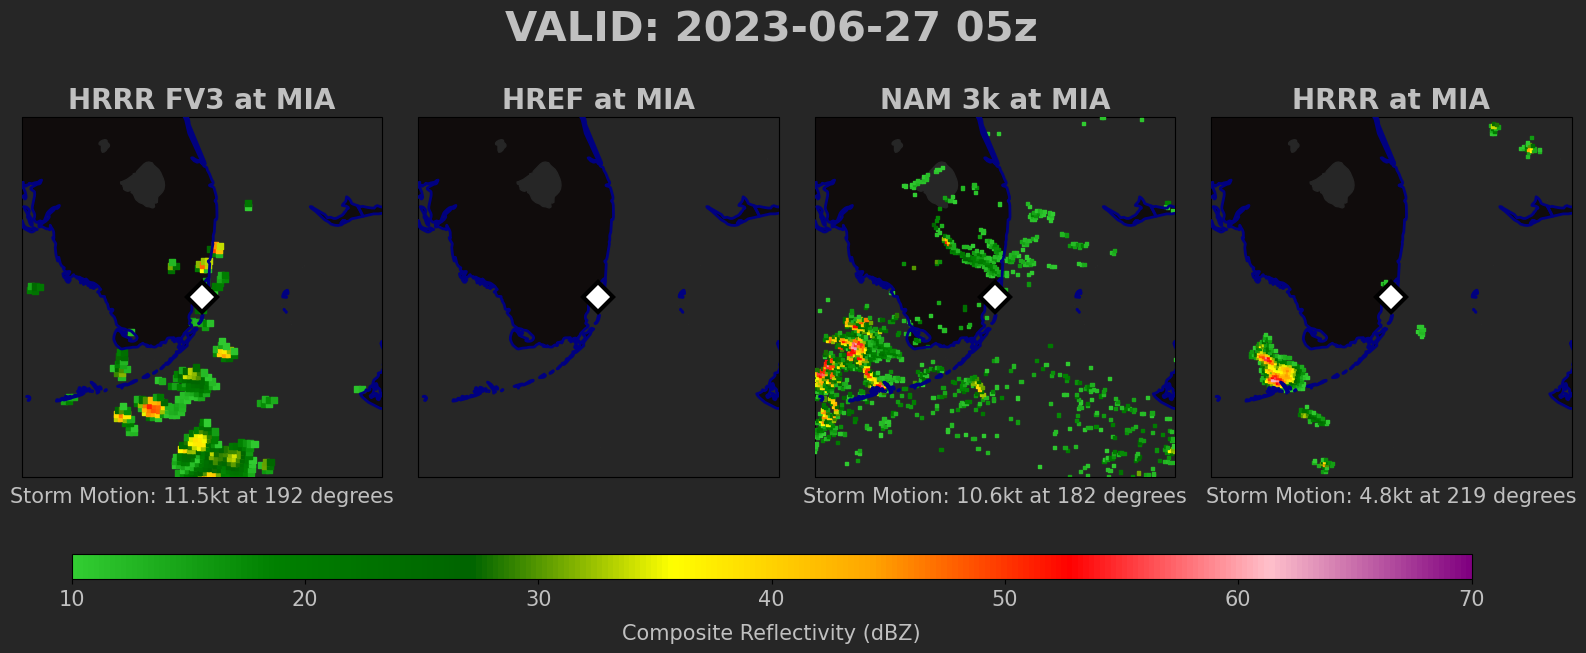 VALID: 2023-06-27 05z
HRRR FV3 at MIA
HREF at MIA
NAM 3k at MIA
HRRR at MIA
Storm Motion: 11.5kt at 192 degrees
Storm Motion: 10.6kt at 182 degrees
Storm Motion: 4.8kt at 219 degrees
10 20 30 40 50 60 70
Composite Reflectivity (dBZ)